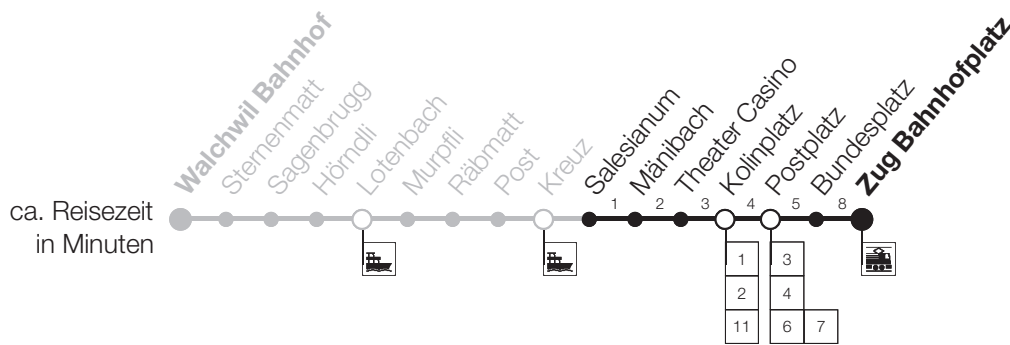 Walchwil Bahnhof
Sternenmatt
Sagenbrugg
Hörndli
Lotenbach
Murpfli
Räbmatt
Post
Kreuz
Salesianum
Mänibach
Theater Casino
Kolinplatz
Postplatz
Bundesplatz
Zug Bahnhofplatz
ca. Reisezeit
in Minuten
1 2 3 4 5 8
1 3
2 4
11 6 7